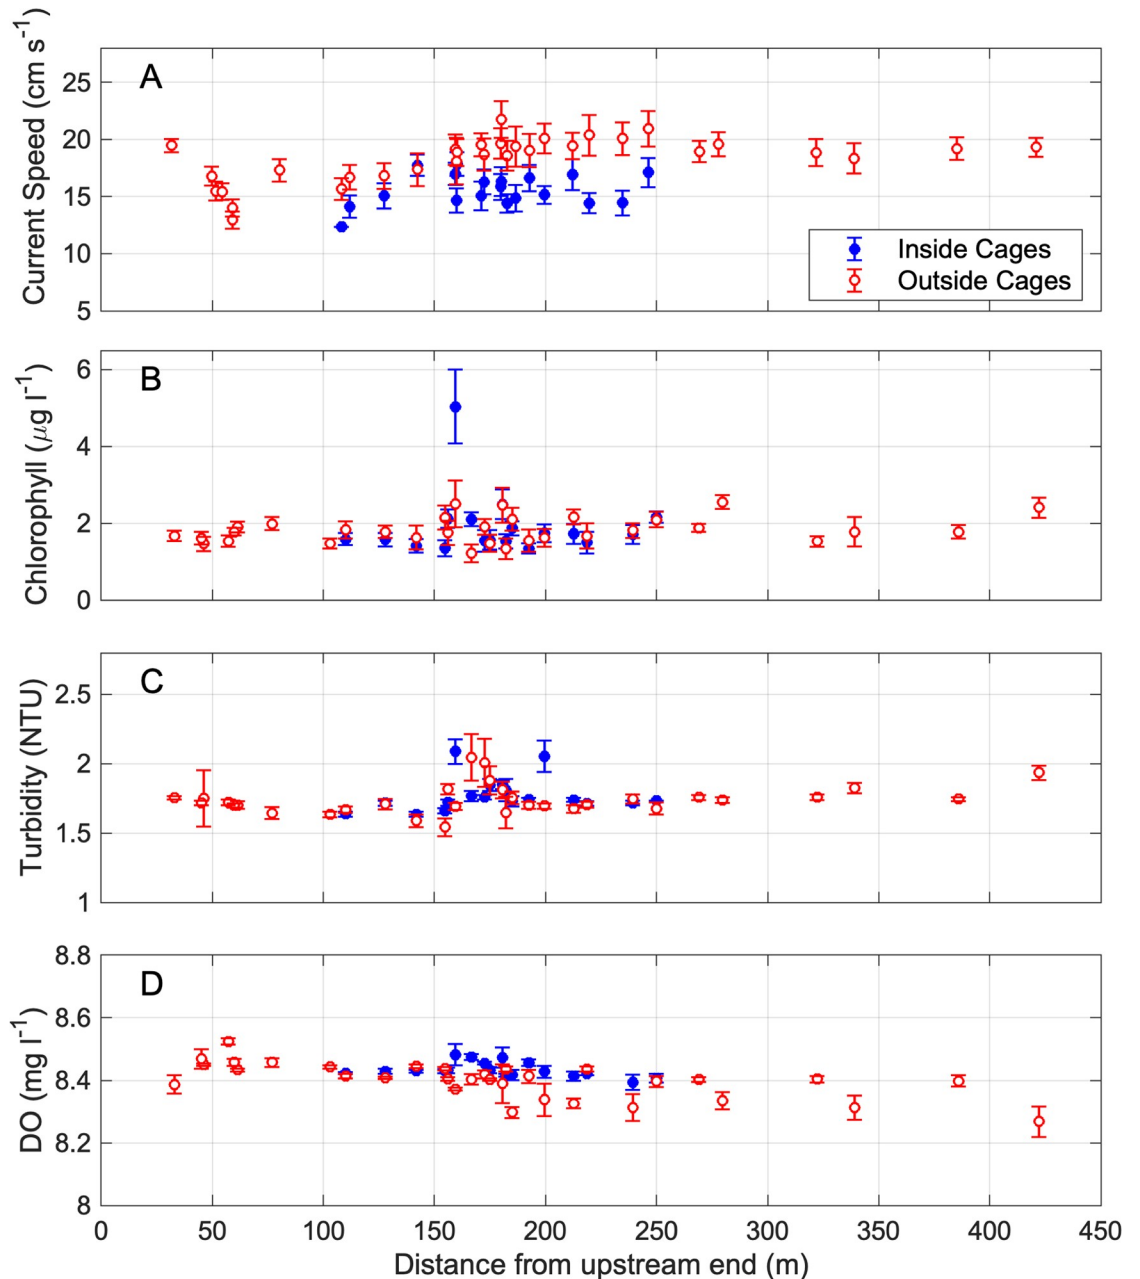 A
Current Speed (cm s⁻¹)
25
20
15
10
5
Inside Cages
Outside Cages
B
Chlorophyll (μg l⁻¹)
6
4
2
0
C
Turbidity (NTU)
2.5
2
1.5
1
D
DO (mg l⁻¹)
8.8
8.6
8.4
8.2
8
0 50 100 150 200 250 300 350 400 450
Distance from upstream end (m)